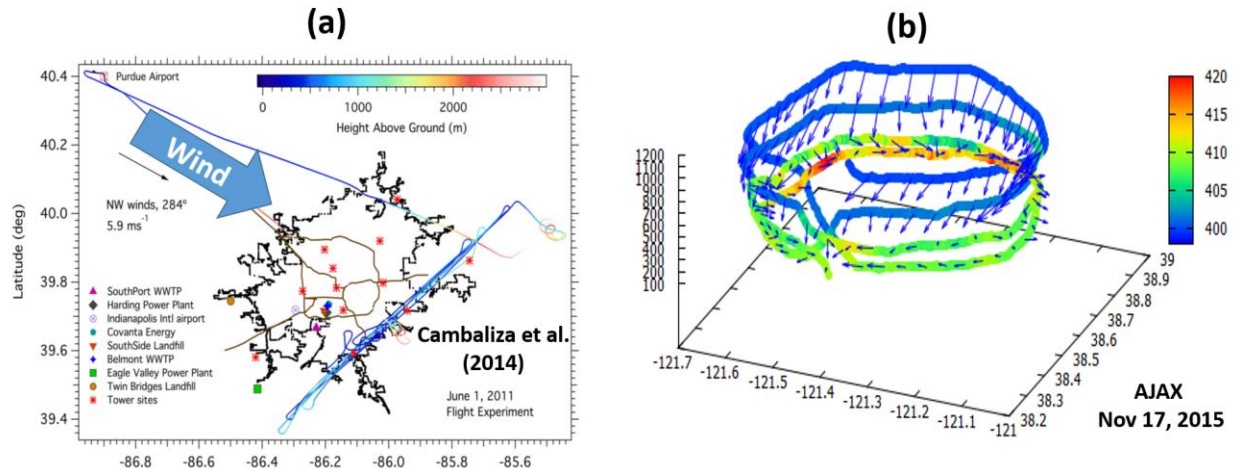 (a)
(b)
Purdue Airport
0 1000 2000
Height Above Ground (m)
Wind
NW winds, 284°
5.9 ms⁻¹
Latitude (deg)
40.4
40.2
40.0
39.8
39.6
39.4
SouthPort WWTP
Harding Power Plant
Indianapolis Intl airport
Covanta Energy
SouthSide Landfill
Belmont WWTP
Eagle Valley Power Plant
Twin Bridges Landfill
Tower sites
Cambaliza et al.
(2014)
June 1, 2011
Flight Experiment
-86.8 -86.6 -86.4 -86.2 -86.0 -85.8 -85.6
1200
1100
1000
900
800
700
600
500
400
300
200
100
420
415
410
405
400
39
38.9
38.8
38.7
38.6
38.5
38.4
38.3
38.2
-121.7 -121.6 -121.5 -121.4 -121.3 -121.2 -121.1 -121
AJAX
Nov 17, 2015